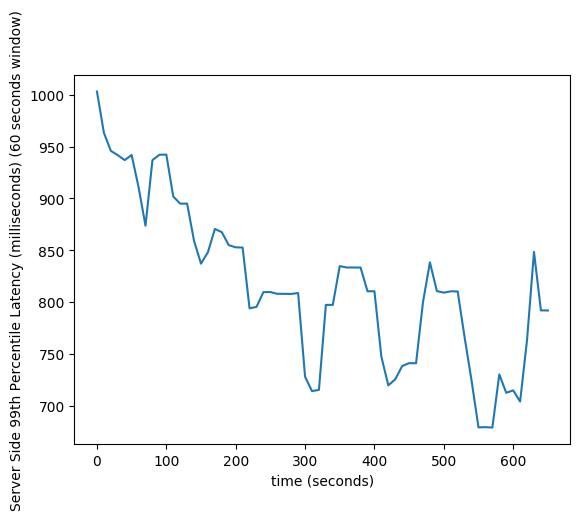 Server Side 99th Percentile Latency (milliseconds) (60 seconds window)
1000
950
900
850
800
750
700
0 100 200 300 400 500 600
time (seconds)